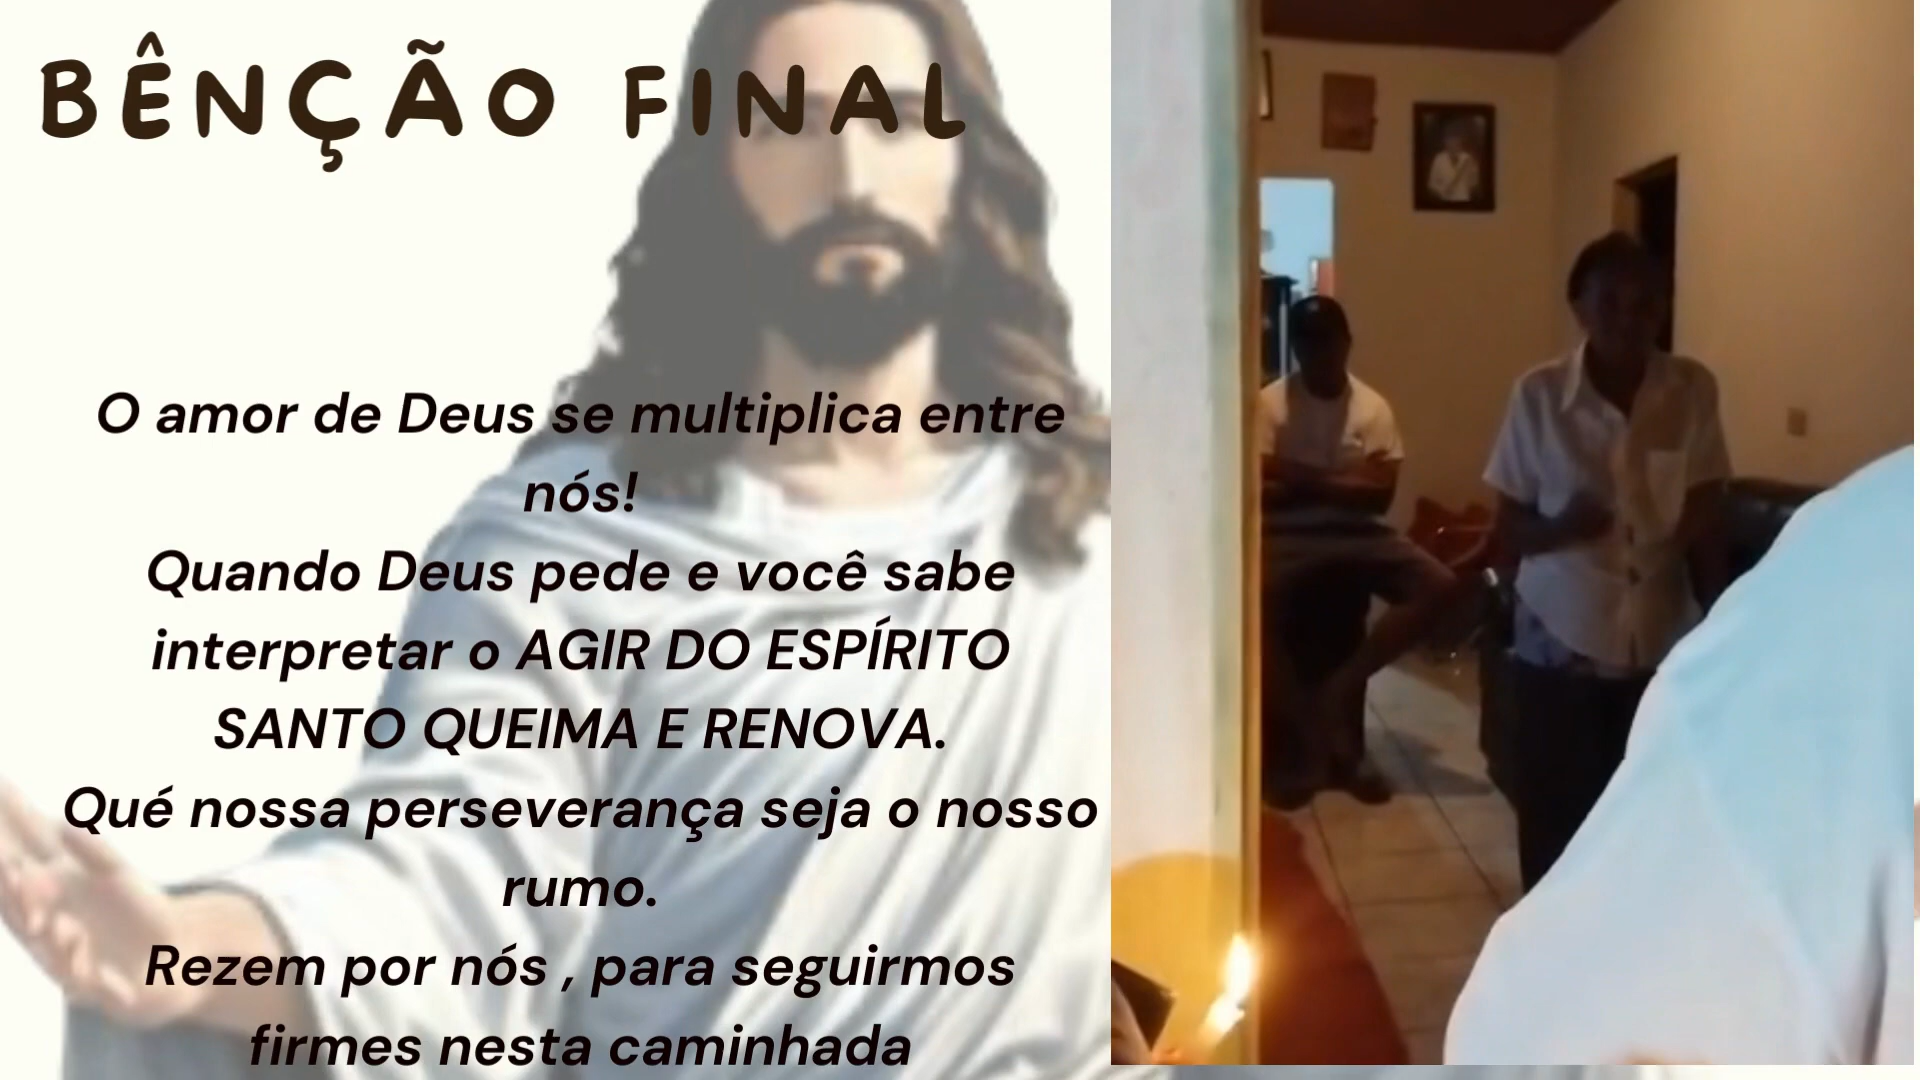 BÊNÇÃO FINAL
O amor de Deus se multiplica entre
nós!
Quando Deus pede e você sabe
interpretar o AGIR DO ESPÍRITO
SANTO QUEIMA E RENOVA.
Qué nossa perseverança seja o nosso
rumo.
Rezem por nós , para seguirmos
firmes nesta caminhada